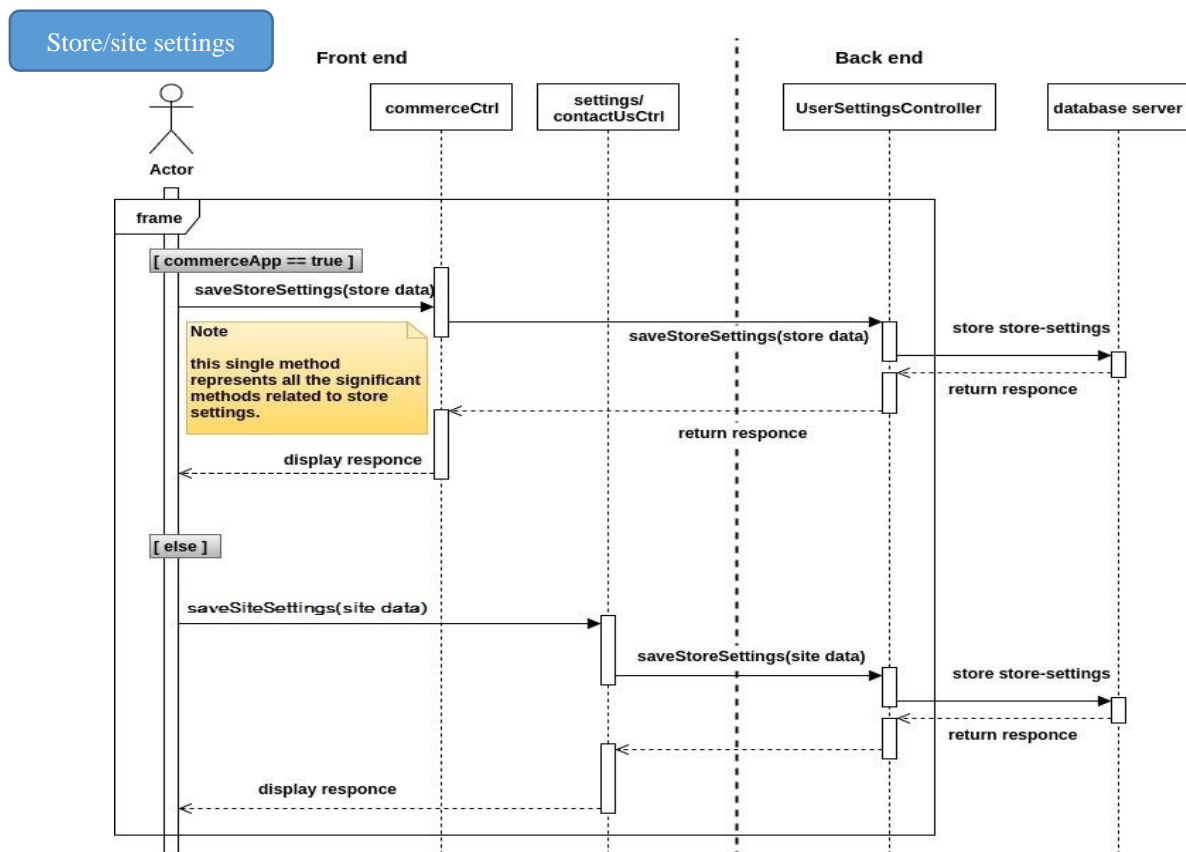 Store/site settings
Front end
Back end
commerceCtrl
settings/
contactUsCtrl
UserSettingsController
database server
Actor
frame
[ commerceApp == true ]
saveStoreSettings(store data)
Note
this single method
represents all the significant
methods related to store
settings.
saveStoreSettings(store data)
store store-settings
return responce
return responce
display responce
[ else ]
saveSiteSettings(site data)
saveStoreSettings(site data)
store store-settings
return responce
display responce